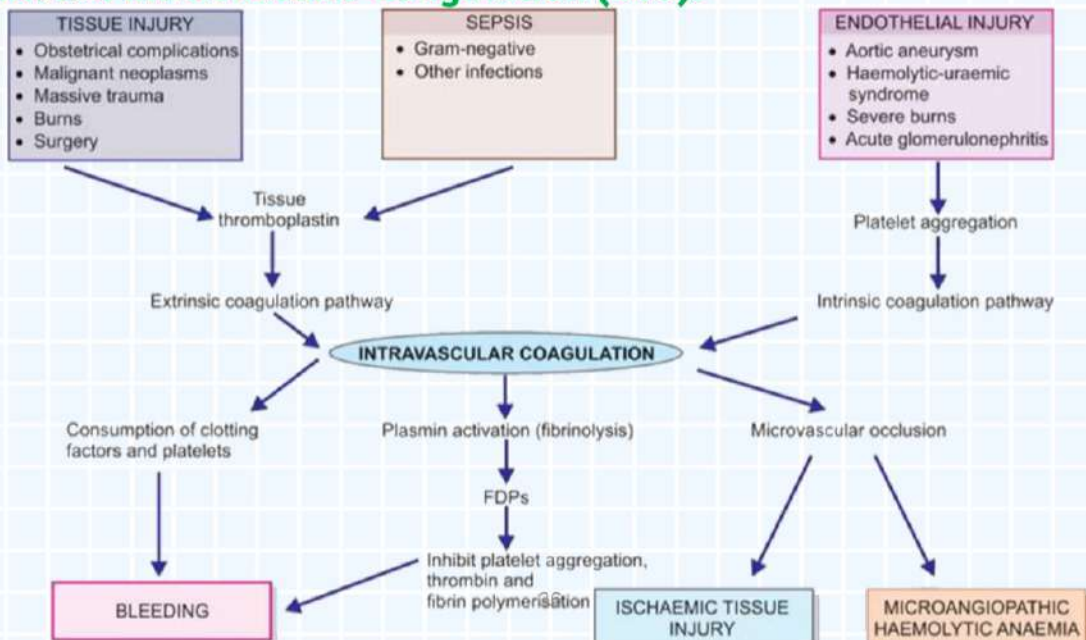 TISSUE INJURY
• Obstetrical complications
• Malignant neoplasms
• Massive trauma
• Burns
• Surgery
SEPSIS
• Gram-negative
• Other infections
ENDOTHELIAL INJURY
• Aortic aneurysm
• Haemolytic-uraemic
syndrome
• Severe burns
• Acute glomerulonephritis
Tissue
thromboplastin
Platelet aggregation
Extrinsic coagulation pathway
Intrinsic coagulation pathway
INTRAVASCULAR COAGULATION
Consumption of clotting
factors and platelets
Plasmin activation (fibrinolysis)
Microvascular occlusion
FDPs
Inhibit platelet aggregation,
thrombin and
fibrin polymerisation
BLEEDING
ISCHAEMIC TISSUE
INJURY
MICROANGIOPATHIC
HAEMOLYTIC ANAEMIA